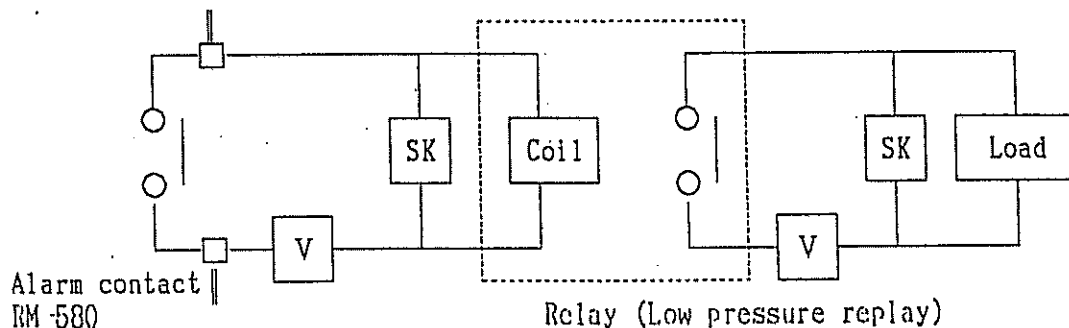 SK
Coil
SK
Load
V
V
Alarm contact
RM-580
Relay (Low pressure replay)